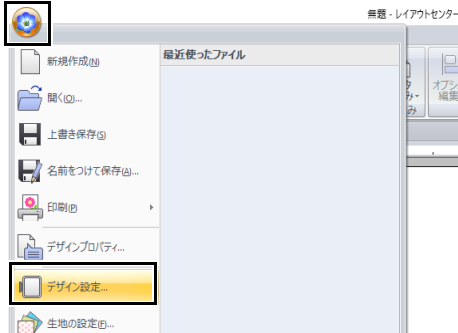 無題 - レイアウトセンター
最近使ったファイル
新規作成(N)
開く(O)...
上書き保存(S)
名前をつけて保存(A)...
印刷(P)
デザインプロパティ...
デザイン設定...
生地の設定(F)...
オプシ
編集
み